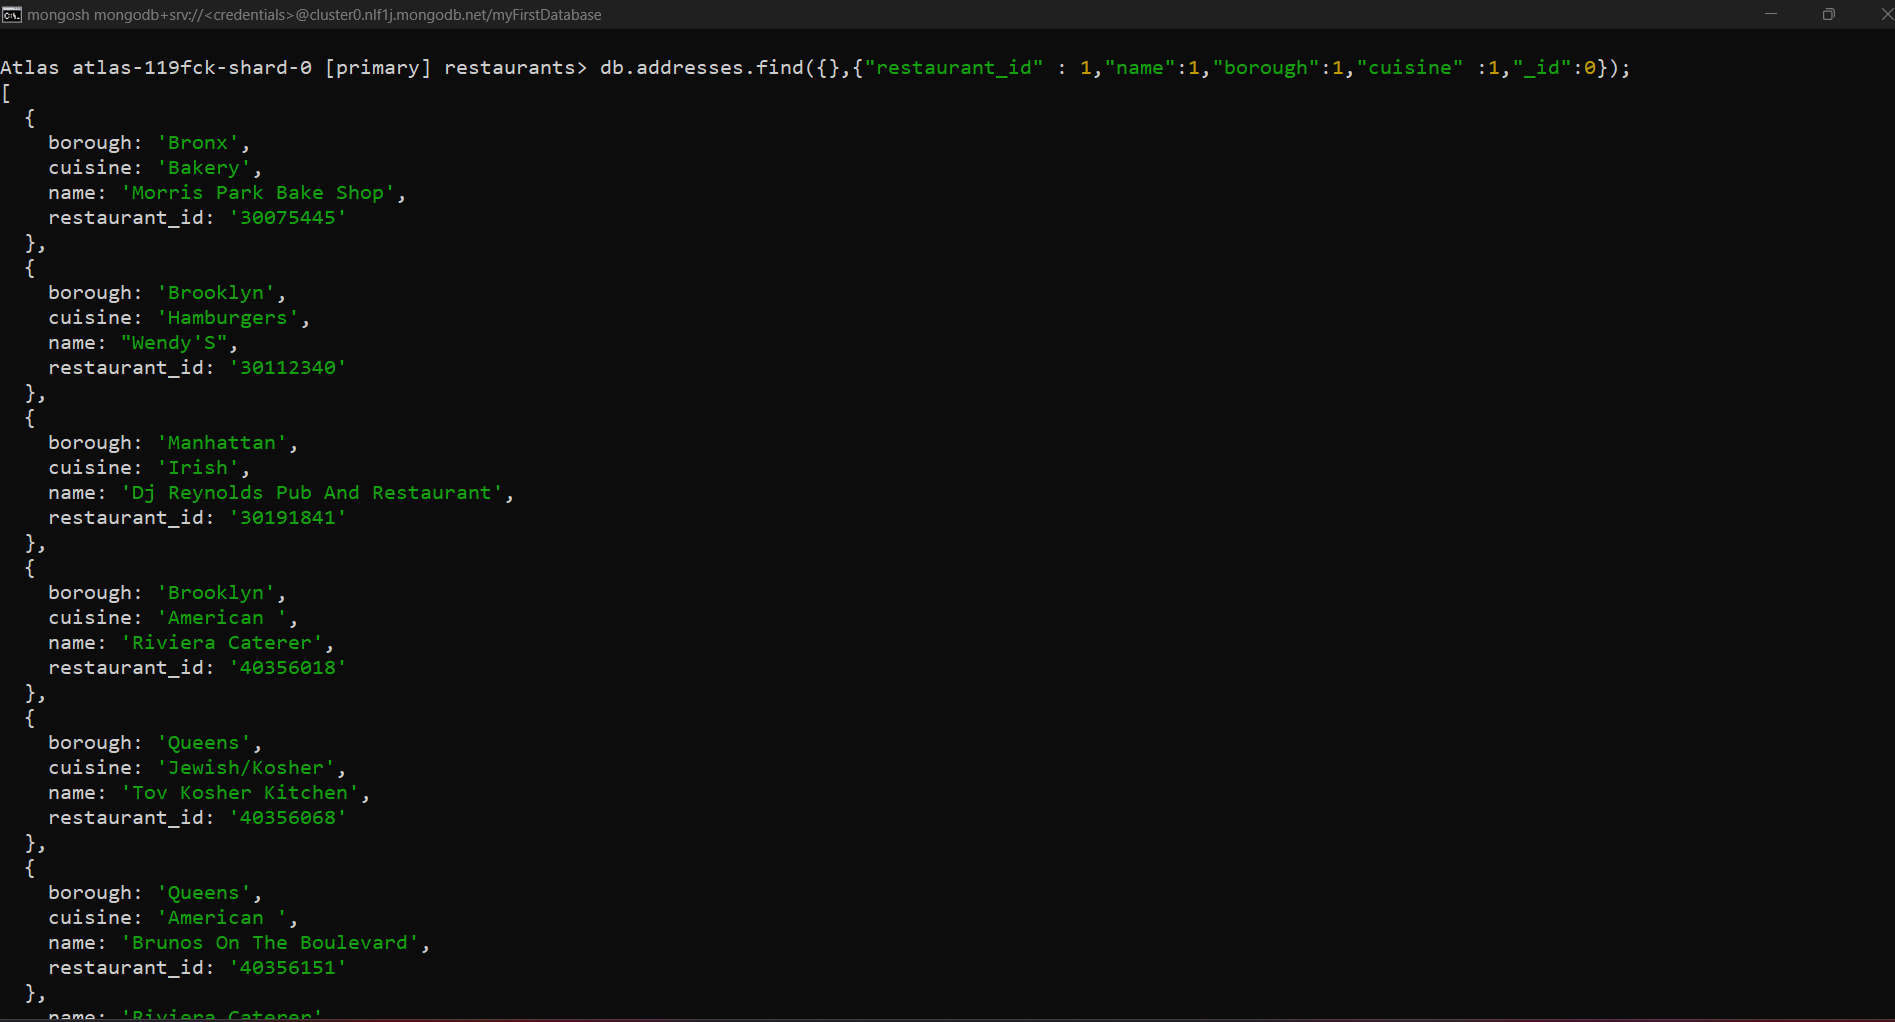 mongosh mongodb+srv://<credentials>@cluster0.nlf1j.mongodb.net/myFirstDatabase
Atlas atlas-119fck-shard-0 [primary] restaurants> db.addresses.find({},{"restaurant_id" : 1,"name":1,"borough":1,"cuisine" :1,"_id":0});
[
  {
    borough: 'Bronx',
    cuisine: 'Bakery',
    name: 'Morris Park Bake Shop',
    restaurant_id: '30075445'
  },
  {
    borough: 'Brooklyn',
    cuisine: 'Hamburgers',
    name: "Wendy'S",
    restaurant_id: '30112340'
  },
  {
    borough: 'Manhattan',
    cuisine: 'Irish',
    name: 'Dj Reynolds Pub And Restaurant',
    restaurant_id: '30191841'
  },
  {
    borough: 'Brooklyn',
    cuisine: 'American ',
    name: 'Riviera Caterer',
    restaurant_id: '40356018'
  },
  {
    borough: 'Queens',
    cuisine: 'Jewish/Kosher',
    name: 'Tov Kosher Kitchen',
    restaurant_id: '40356068'
  },
  {
    borough: 'Queens',
    cuisine: 'American ',
    name: 'Brunos On The Boulevard',
    restaurant_id: '40356151'
  },
    name: 'Riviera Caterer'